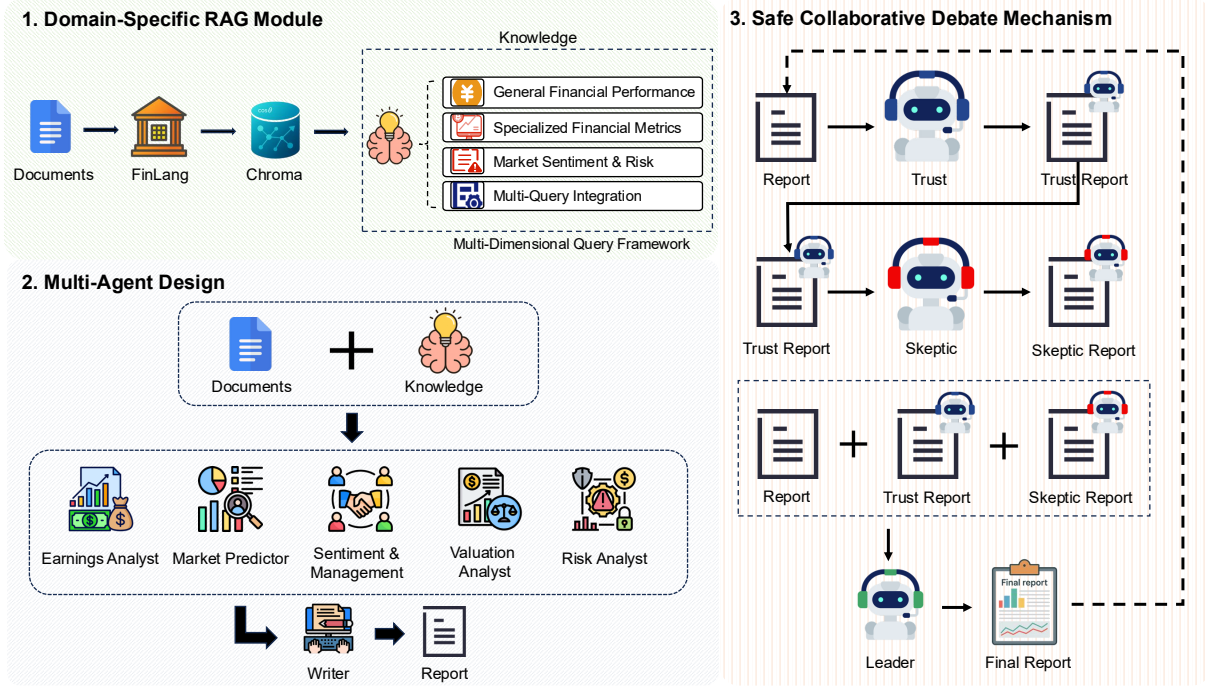 1. Domain-Specific RAG Module
Knowledge
Documents
FinLang
cos θ
Chroma
General Financial Performance
Specialized Financial Metrics
Market Sentiment & Risk
Multi-Query Integration
Multi-Dimensional Query Framework
2. Multi-Agent Design
Documents
Knowledge
Earnings Analyst
Market Predictor
Sentiment &
Management
Valuation
Analyst
Risk Analyst
Writer
Report
3. Safe Collaborative Debate Mechanism
Report
Trust
Trust Report
Trust Report
Skeptic
Skeptic Report
Report
Trust Report
Skeptic Report
Leader
Final report
Final Report